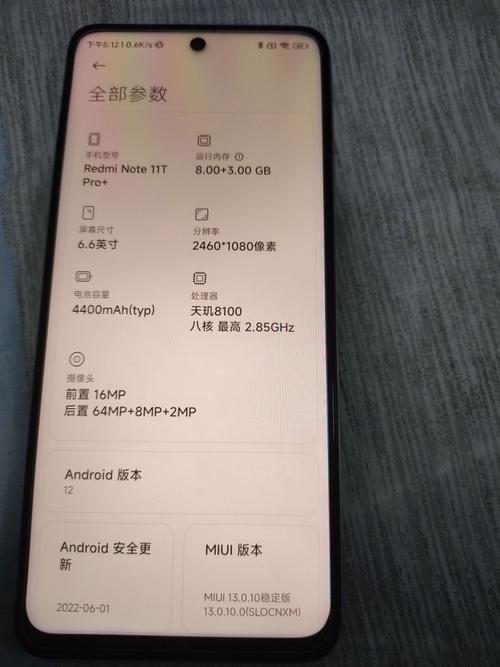 下午5:12 | 0.6K/s
全部参数
手机型号
Redmi Note 11T
Pro+
运行内存
8.00+3.00 GB
屏幕尺寸
6.6英寸
分辨率
2460*1080像素
电池容量
4400mAh(typ)
处理器
天玑8100
八核 最高 2.85GHz
摄像头
前置 16MP
后置 64MP+8MP+2MP
Android 版本
12
Android 安全更
新
2022-06-01
MIUI 版本
MIUI 13.0.10稳定版
13.0.10.0(SLOCNXM)